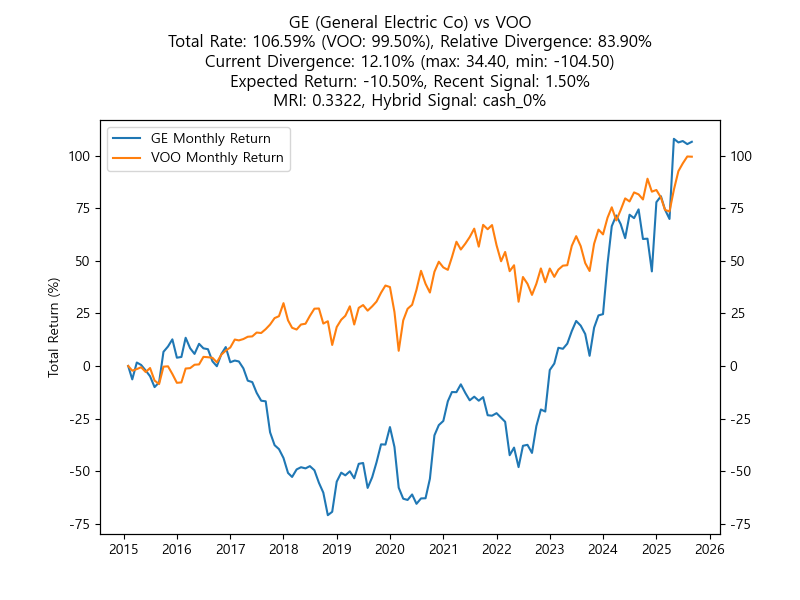 GE (General Electric Co) vs VOO
Total Rate: 106.59% (VOO: 99.50%), Relative Divergence: 83.90%
Current Divergence: 12.10% (max: 34.40, min: -104.50)
Expected Return: -10.50%, Recent Signal: 1.50%
MRI: 0.3322, Hybrid Signal: cash_0%
GE Monthly Return
VOO Monthly Return
Total Return (%)
100
75
50
25
0
-25
-50
-75
100
75
50
25
0
-25
-50
-75
2015 2016 2017 2018 2019 2020 2021 2022 2023 2024 2025 2026